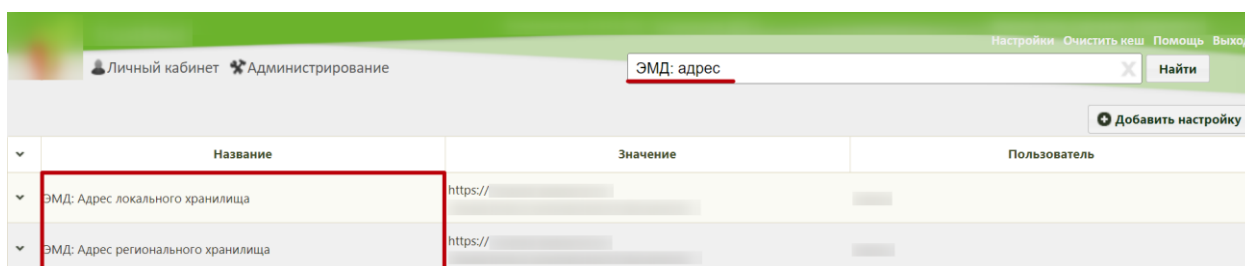 Настройки Очистить кеш Помощь Выход
Личный кабинет Администрирование
ЭМД: адрес
Найти
Добавить настройку
Название Значение Пользователь
ЭМД: Адрес локального хранилища https://
ЭМД: Адрес регионального хранилища https://